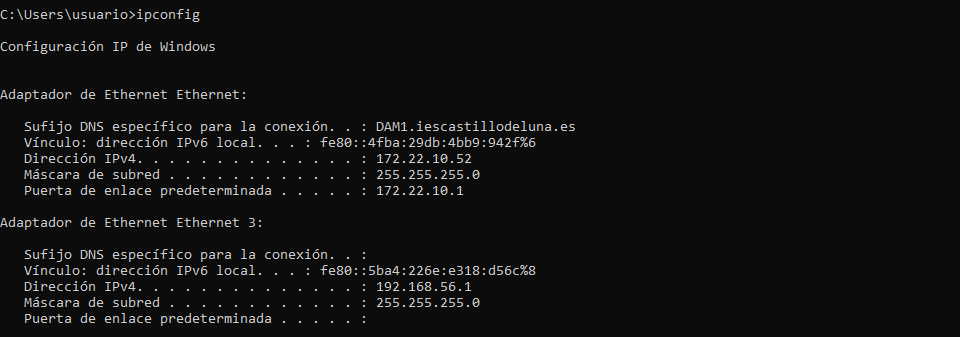 C:\Users\usuario>ipconfig
Configuración IP de Windows
Adaptador de Ethernet Ethernet:
Sufijo DNS específico para la conexión. . : DAM1.iescastillodeluna.es
Vínculo: dirección IPv6 local. . . : fe80::4fba:29db:4bb9:942f%6
Dirección IPv4. . . . . . . . . . . . . . : 172.22.10.52
Máscara de subred . . . . . . . . . . . . : 255.255.255.0
Puerta de enlace predeterminada . . . . . : 172.22.10.1
Adaptador de Ethernet Ethernet 3:
Sufijo DNS específico para la conexión. . :
Vínculo: dirección IPv6 local. . . : fe80::5ba4:226e:e318:d56c%8
Dirección IPv4. . . . . . . . . . . . . . : 192.168.56.1
Máscara de subred . . . . . . . . . . . . : 255.255.255.0
Puerta de enlace predeterminada . . . . . :